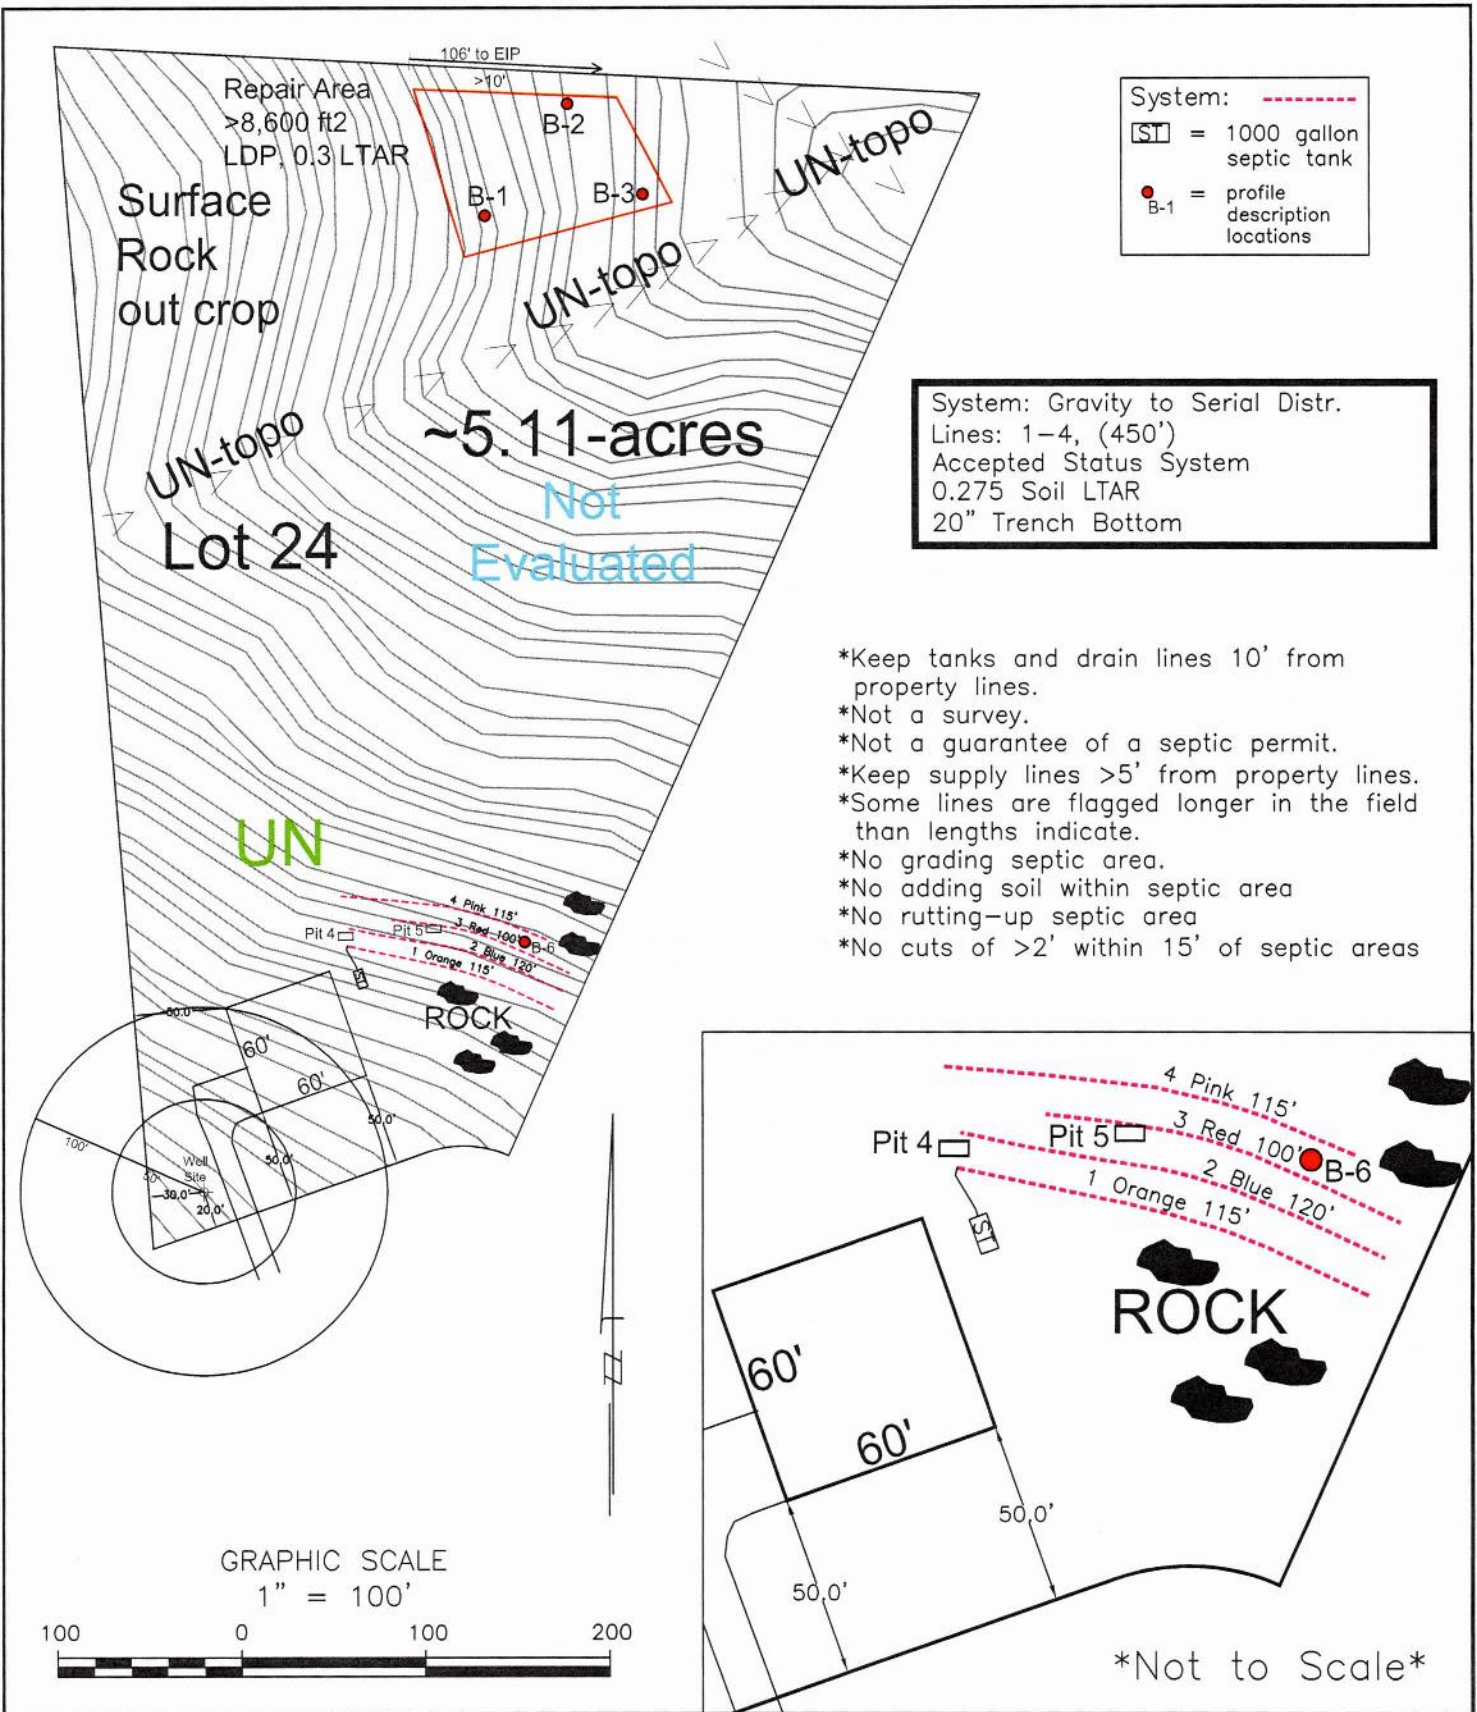 106' to EIP
>10'
Repair Area
>8,600 ft2
LDP, 0.3 LTAR
B-2
B-1
B-3
Surface
Rock
out crop
UN-topo
UN-topo
UN-topo
~5.11-acres
Not
Evaluated
Lot 24
UN
4 Pink 115'
3 Red 100'
B-6
2 Blue 120'
1 Orange 115'
Pit 4
Pit 5
ST
ROCK
50.0'
60'
60'
50.0'
50.0'
100'
50'
Well
Site
30.0'
20.0'
System:
ST = 1000 gallon
septic tank
B-1 = profile
description
locations
System: Gravity to Serial Distr.
Lines: 1-4, (450')
Accepted Status System
0.275 Soil LTAR
20" Trench Bottom
*Keep tanks and drain lines 10' from
property lines.
*Not a survey.
*Not a guarantee of a septic permit.
*Keep supply lines >5' from property lines.
*Some lines are flagged longer in the field
than lengths indicate.
*No grading septic area.
*No adding soil within septic area
*No rutting-up septic area
*No cuts of >2' within 15' of septic areas
4 Pink 115'
3 Red 100'
B-6
2 Blue 120'
1 Orange 115'
Pit 4
Pit 5
ST
ROCK
60'
60'
50.0'
50.0'
*Not to Scale*
N
GRAPHIC SCALE
1" = 100'
100 0 100 200